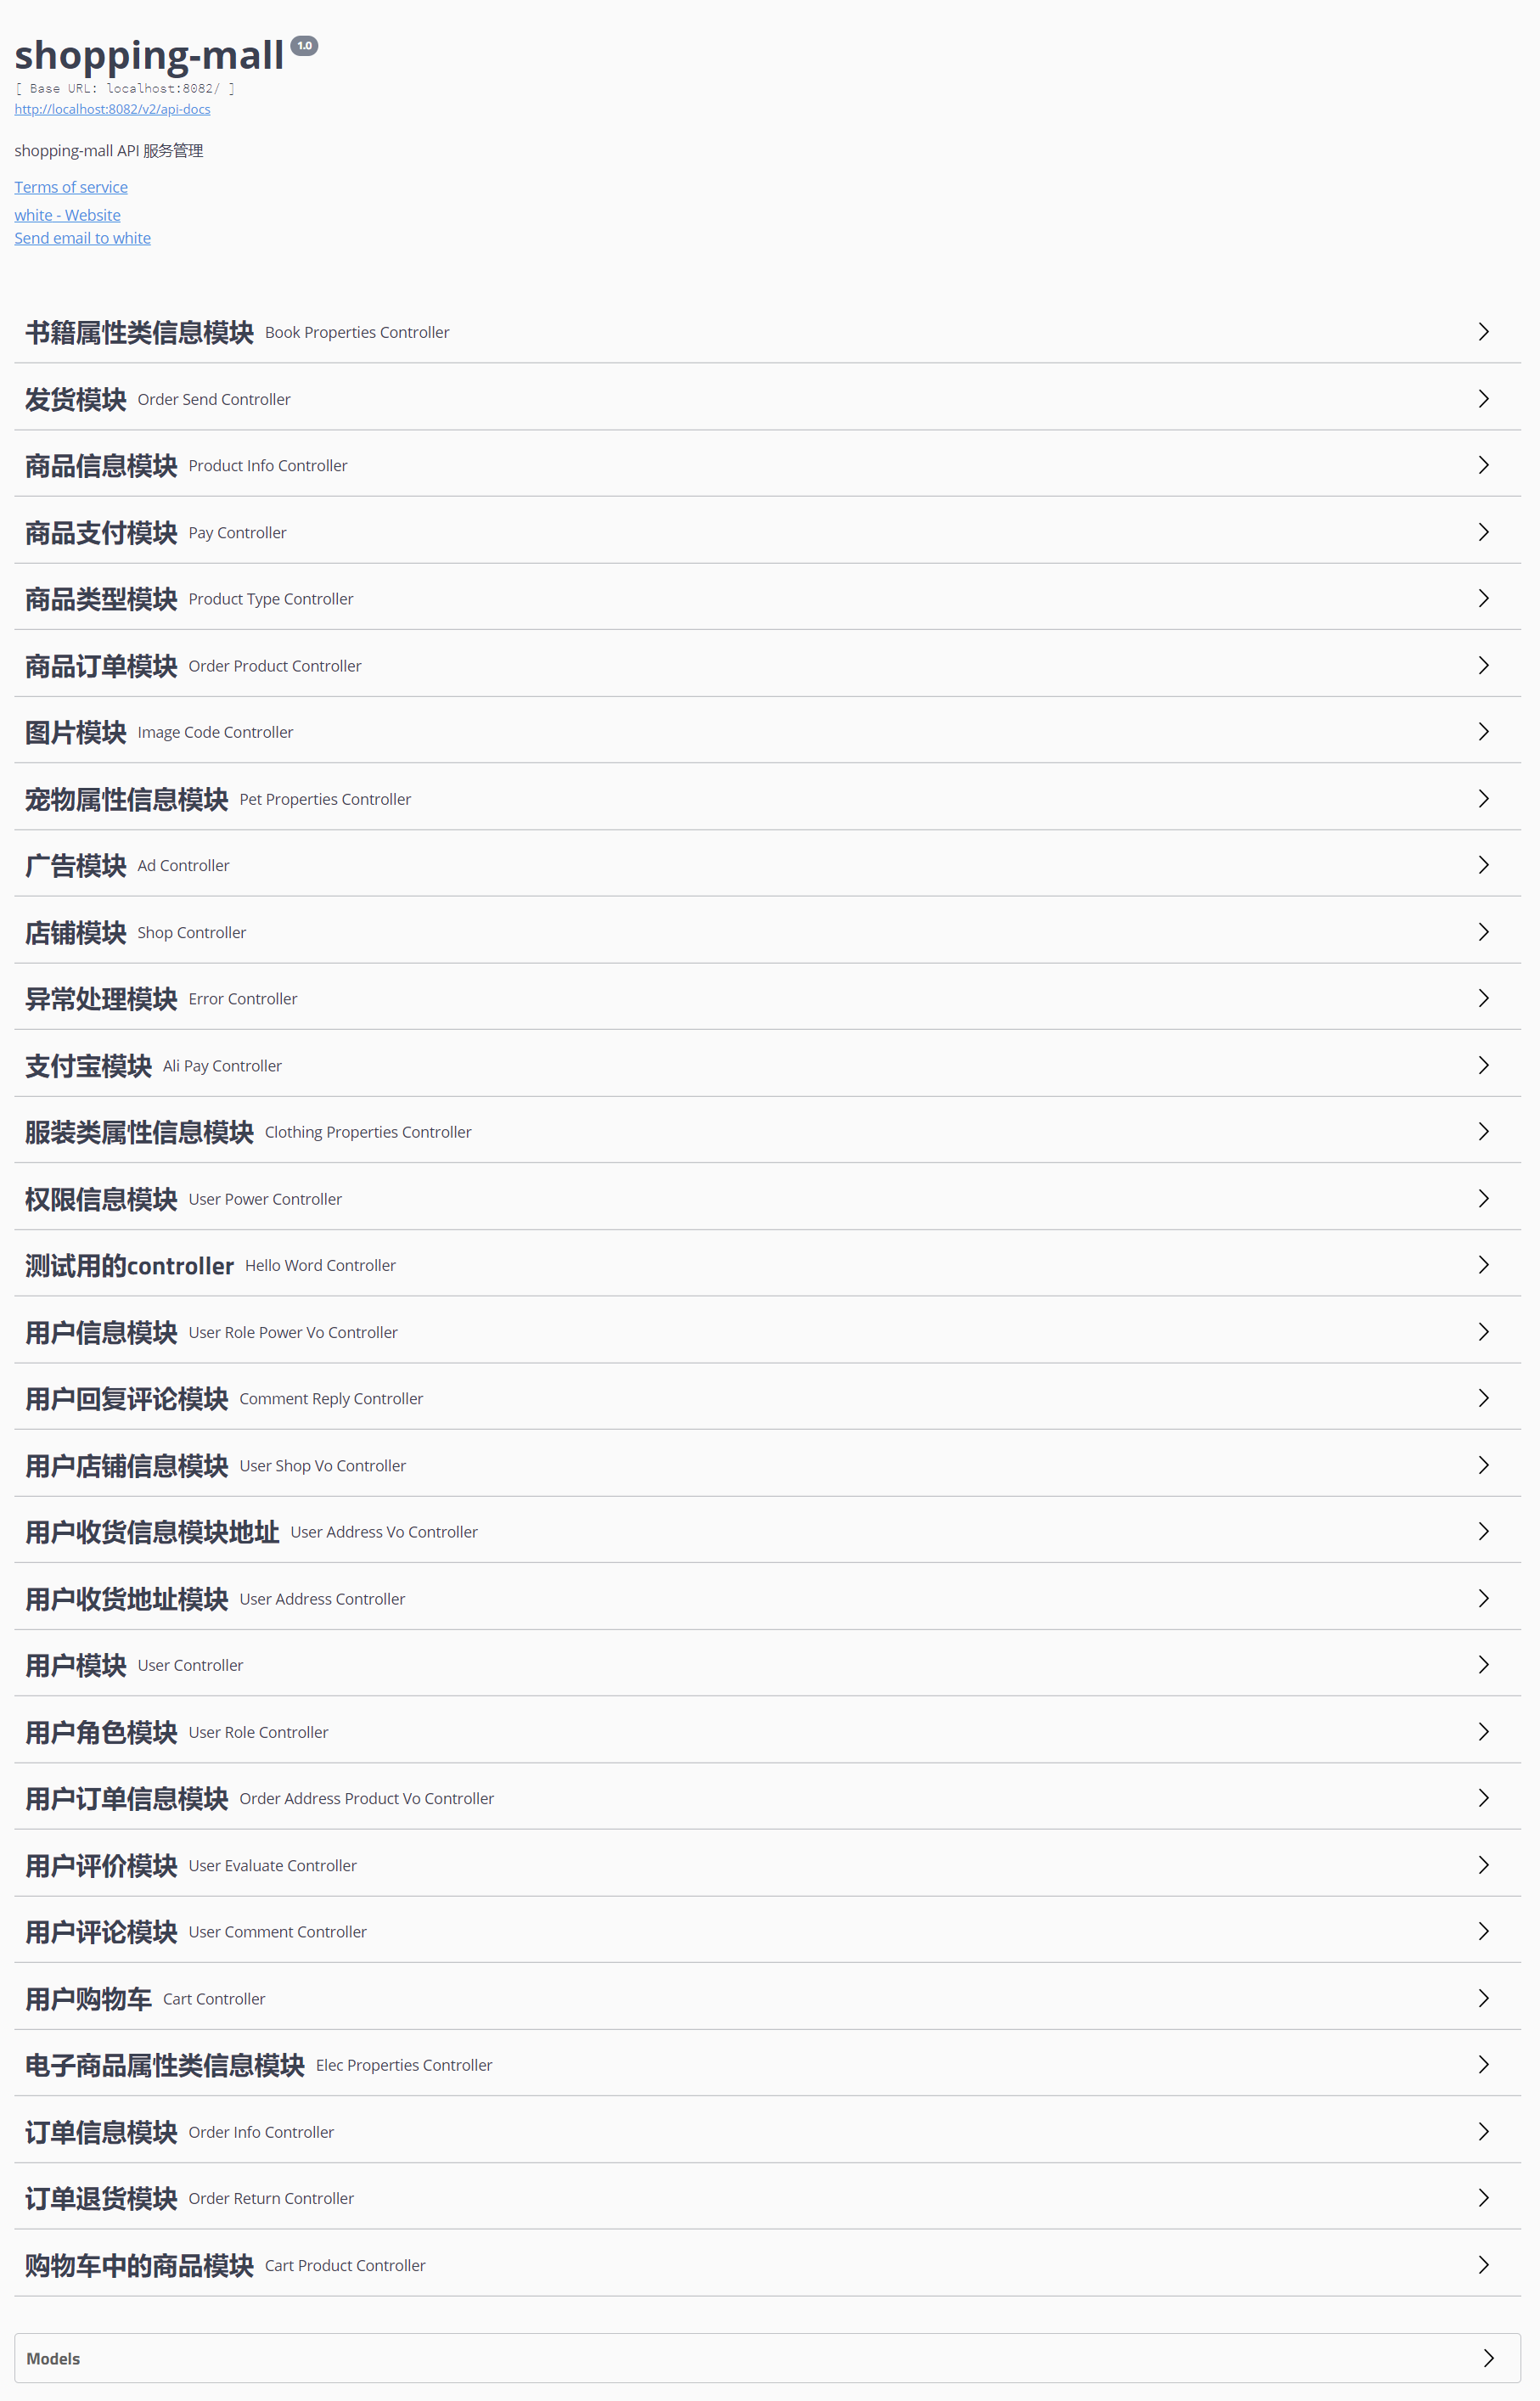 shopping-mall 1.0
[ Base URL: localhost:8082/ ]
http://localhost:8082/v2/api-docs
shopping-mall API 服务管理
Terms of service
white - Website
Send email to white
书籍属性类信息模块 Book Properties Controller
发货模块 Order Send Controller
商品信息模块 Product Info Controller
商品支付模块 Pay Controller
商品类型模块 Product Type Controller
商品订单模块 Order Product Controller
图片模块 Image Code Controller
宠物属性信息模块 Pet Properties Controller
广告模块 Ad Controller
店铺模块 Shop Controller
异常处理模块 Error Controller
支付宝模块 Ali Pay Controller
服装类属性信息模块 Clothing Properties Controller
权限信息模块 User Power Controller
测试用的controller Hello Word Controller
用户信息模块 User Role Power Vo Controller
用户回复评论模块 Comment Reply Controller
用户店铺信息模块 User Shop Vo Controller
用户收货信息模块地址 User Address Vo Controller
用户收货地址模块 User Address Controller
用户模块 User Controller
用户角色模块 User Role Controller
用户订单信息模块 Order Address Product Vo Controller
用户评价模块 User Evaluate Controller
用户评论模块 User Comment Controller
用户购物车 Cart Controller
电子商品属性类信息模块 Elec Properties Controller
订单信息模块 Order Info Controller
订单退货模块 Order Return Controller
购物车中的商品模块 Cart Product Controller
Models